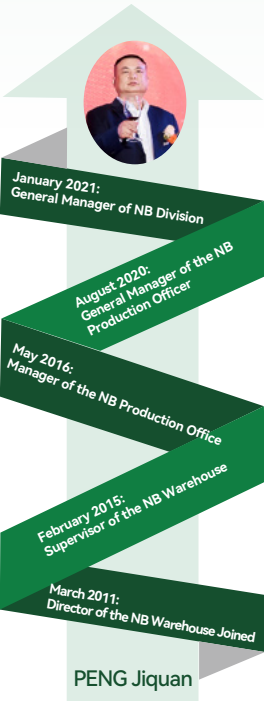 January 2021:
General Manager of NB Division
August 2020:
General Manager of the NB
Production Officer
May 2016:
Manager of the NB Production Office
February 2015:
Supervisor of the NB Warehouse
March 2011:
Director of the NB Warehouse Joined
PENG Jiquan